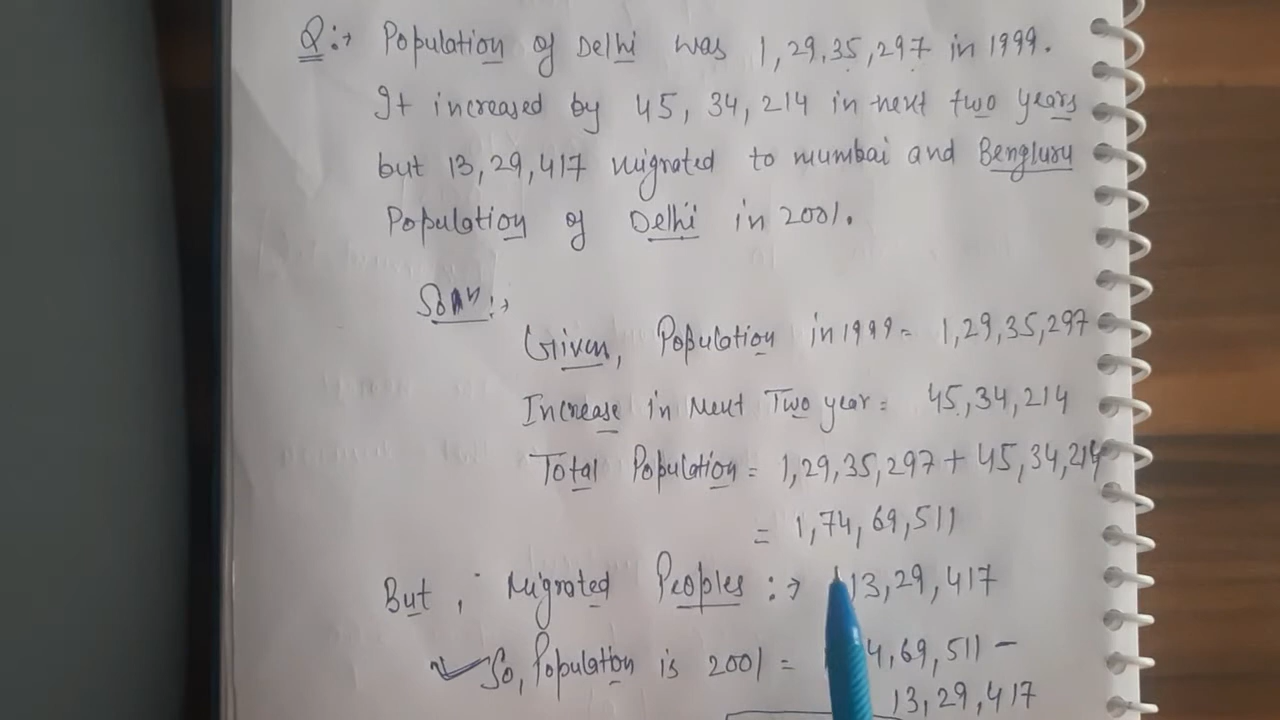 Q:→ Population of Delhi was 1,29,35,297 in 1999.
It increased by 45, 34, 214 in next two years
but 13,29,417 migrated to mumbai and Bengluru
Population of Delhi in 2001.
Soln:→
Given, Population in 1999 = 1,29,35,297
Increase in Next Two year = 45,34,214
Total Population = 1,29,35,297 + 45,34,214
= 1,74,69,511
But, Migrated Peoples :→ 13,29,417
So, Population is 2001 = 4,69,511 -
13,29,417